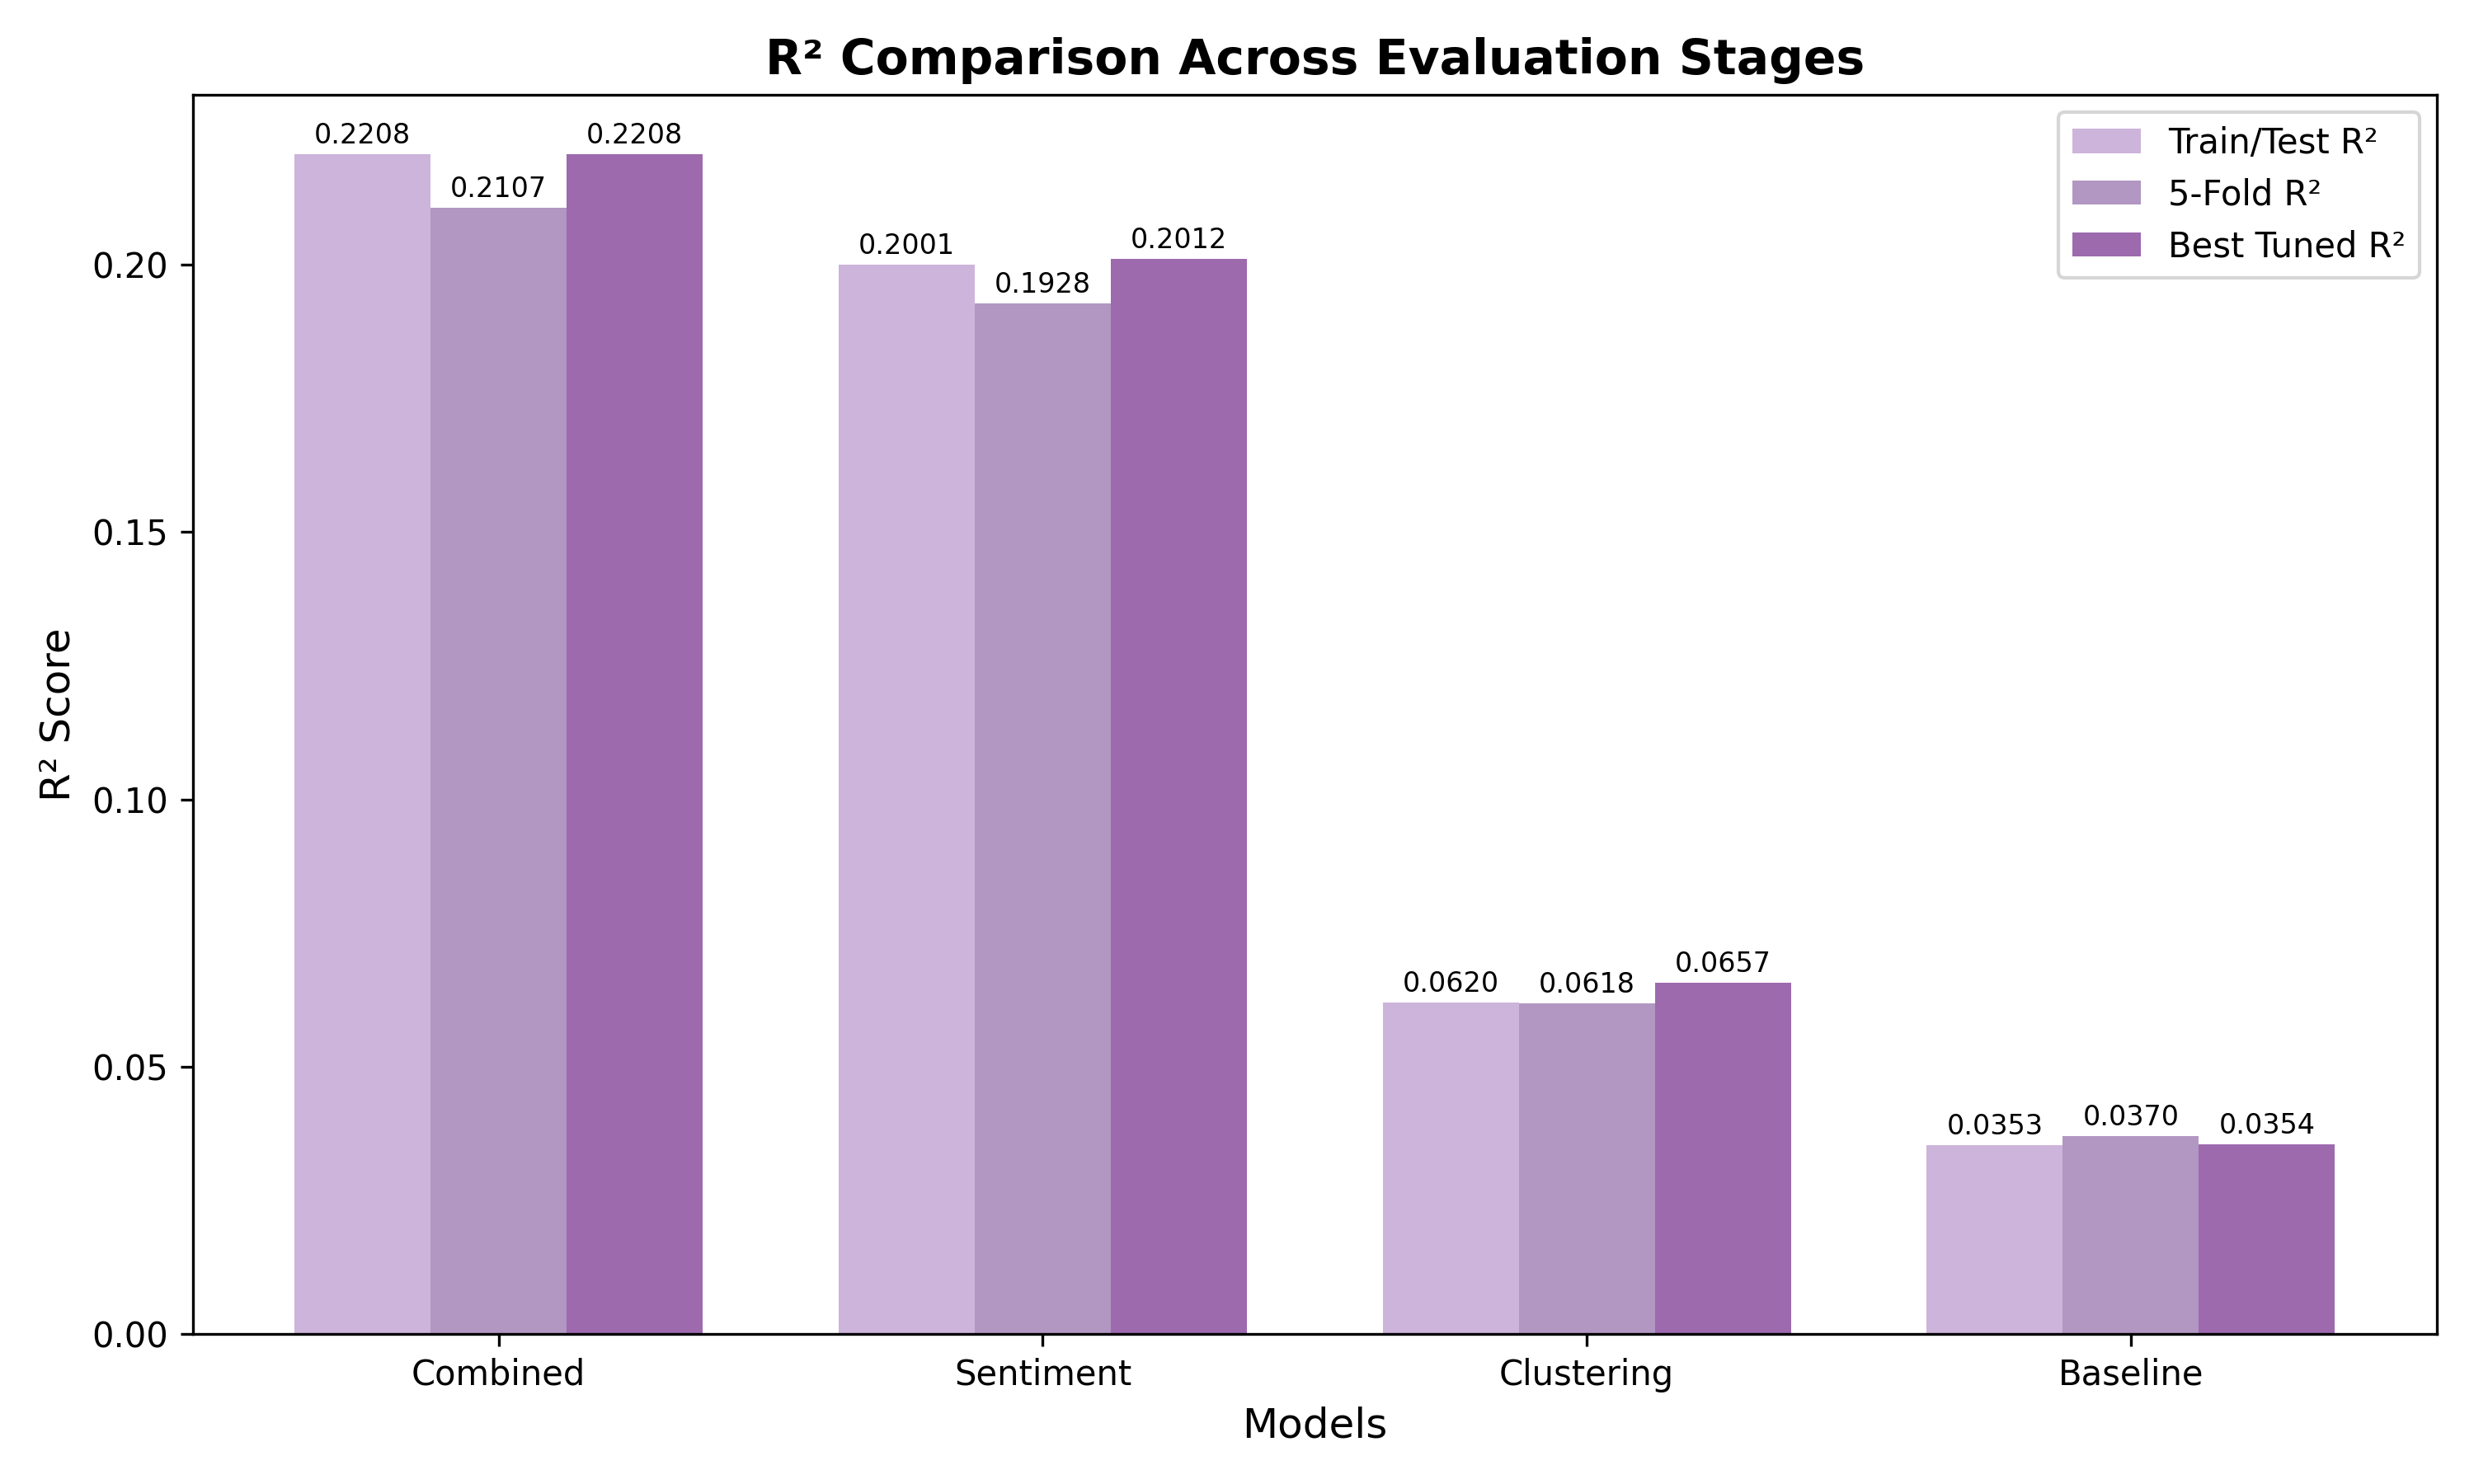 R² Comparison Across Evaluation Stages
Train/Test R²
5-Fold R²
Best Tuned R²
R² Score
0.20
0.15
0.10
0.05
0.00
0.2208
0.2107
0.2208
0.2001
0.1928
0.2012
0.0620
0.0618
0.0657
0.0353
0.0370
0.0354
Combined
Sentiment
Clustering
Baseline
Models